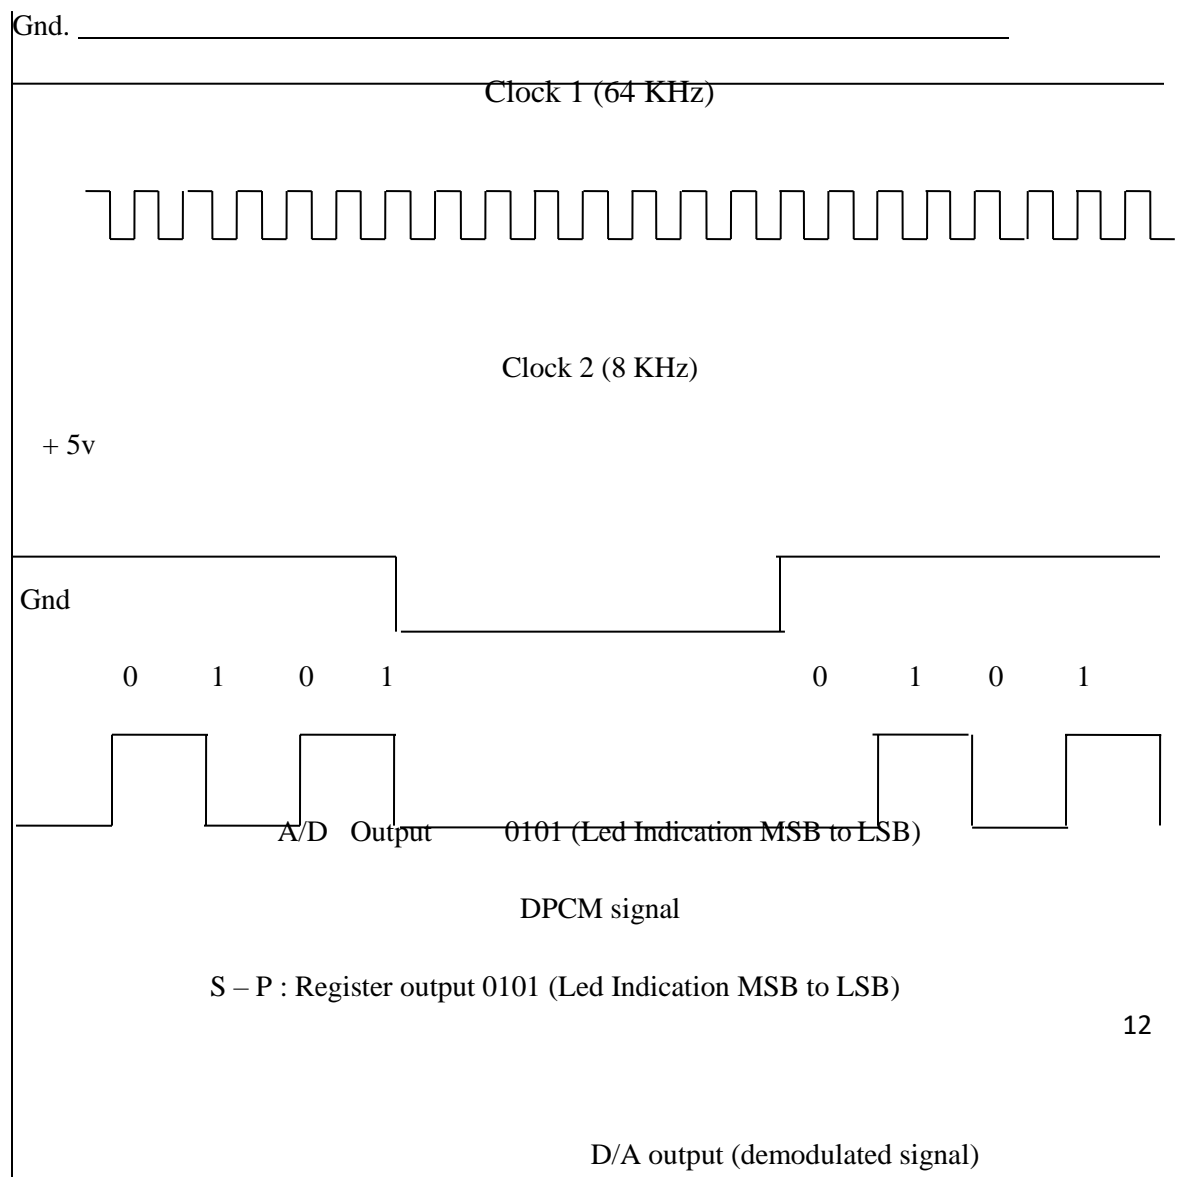 Gnd.
Clock 1 (64 KHz)
Clock 2 (8 KHz)
+ 5v
Gnd
0 1 0 1 0 1 0 1
A/D Output 0101 (Led Indication MSB to LSB)
DPCM signal
S – P : Register output 0101 (Led Indication MSB to LSB)
12
D/A output (demodulated signal)